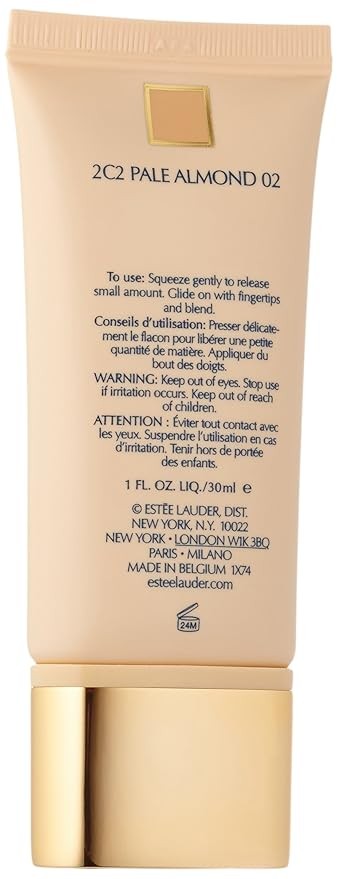 2C2 PALE ALMOND 02
To use: Squeeze gently to release
small amount. Glide on with fingertips
and blend.
Conseils d'utilisation: Presser délicate-
ment le flacon pour libérer une petite
quantité de matière. Appliquer du
bout des doigts.
WARNING: Keep out of eyes. Stop use
if irritation occurs. Keep out of reach
of children.
ATTENTION : Éviter tout contact avec
les yeux. Suspendre l'utilisation en cas
d'irritation. Tenir hors de portée
des enfants.
1 FL. OZ. LIQ./30ml ℮
© ESTĒE LAUDER, DIST.
NEW YORK, N.Y. 10022
NEW YORK • LONDON W1K 3BQ
PARIS • MILANO
MADE IN BELGIUM 1X74
esteelauder.com
24M